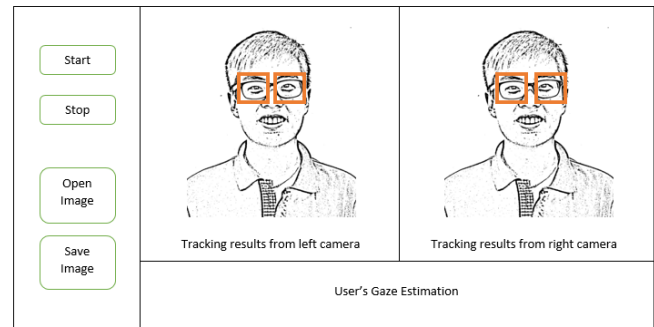 Start
Stop
Open
Image
Save
Image
Tracking results from left camera
Tracking results from right camera
User's Gaze Estimation